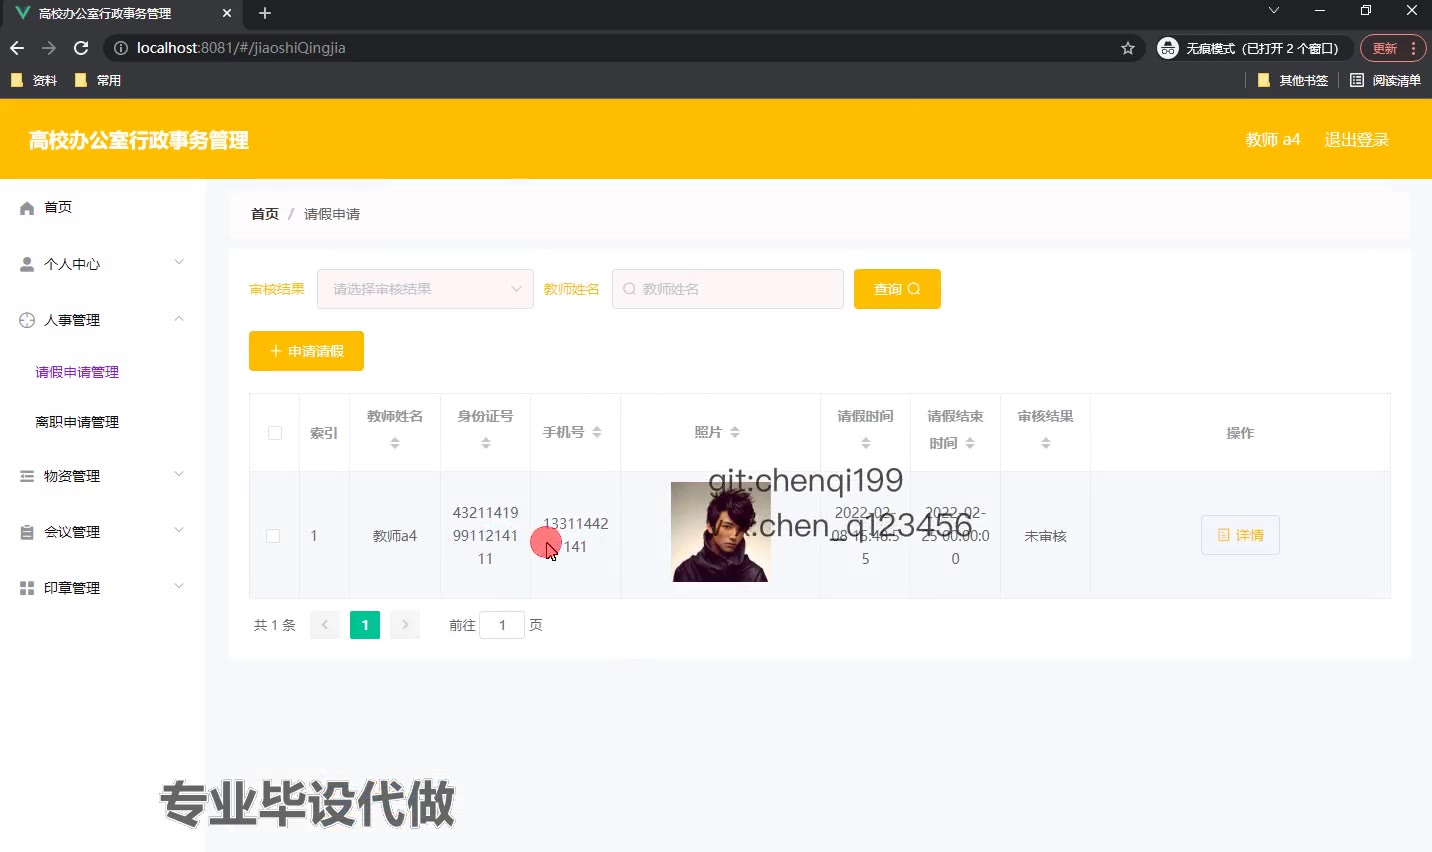 高校办公室行政事务管理
localhost:8081/#/jiaoshiQingjia
无痕模式（已打开 2 个窗口）
更新
资料
常用
其他书签
阅读清单
高校办公室行政事务管理
教师 a4
退出登录
首页
个人中心
人事管理
请假申请管理
离职申请管理
物资管理
会议管理
印章管理
首页 / 请假申请
审核结果
请选择审核结果
教师姓名
教师姓名
查询
申请请假
索引
教师姓名
身份证号
手机号
照片
请假时间
请假结束
时间
审核结果
操作
1
教师a4
43211419
99112141
11
13311442
141
2022-02-
08 15:46:5
5
2022-02-
25 00:00:0
0
未审核
详情
git:chenqi199
chen_q123456
共 1 条
1
前往
1
页
专业毕设代做